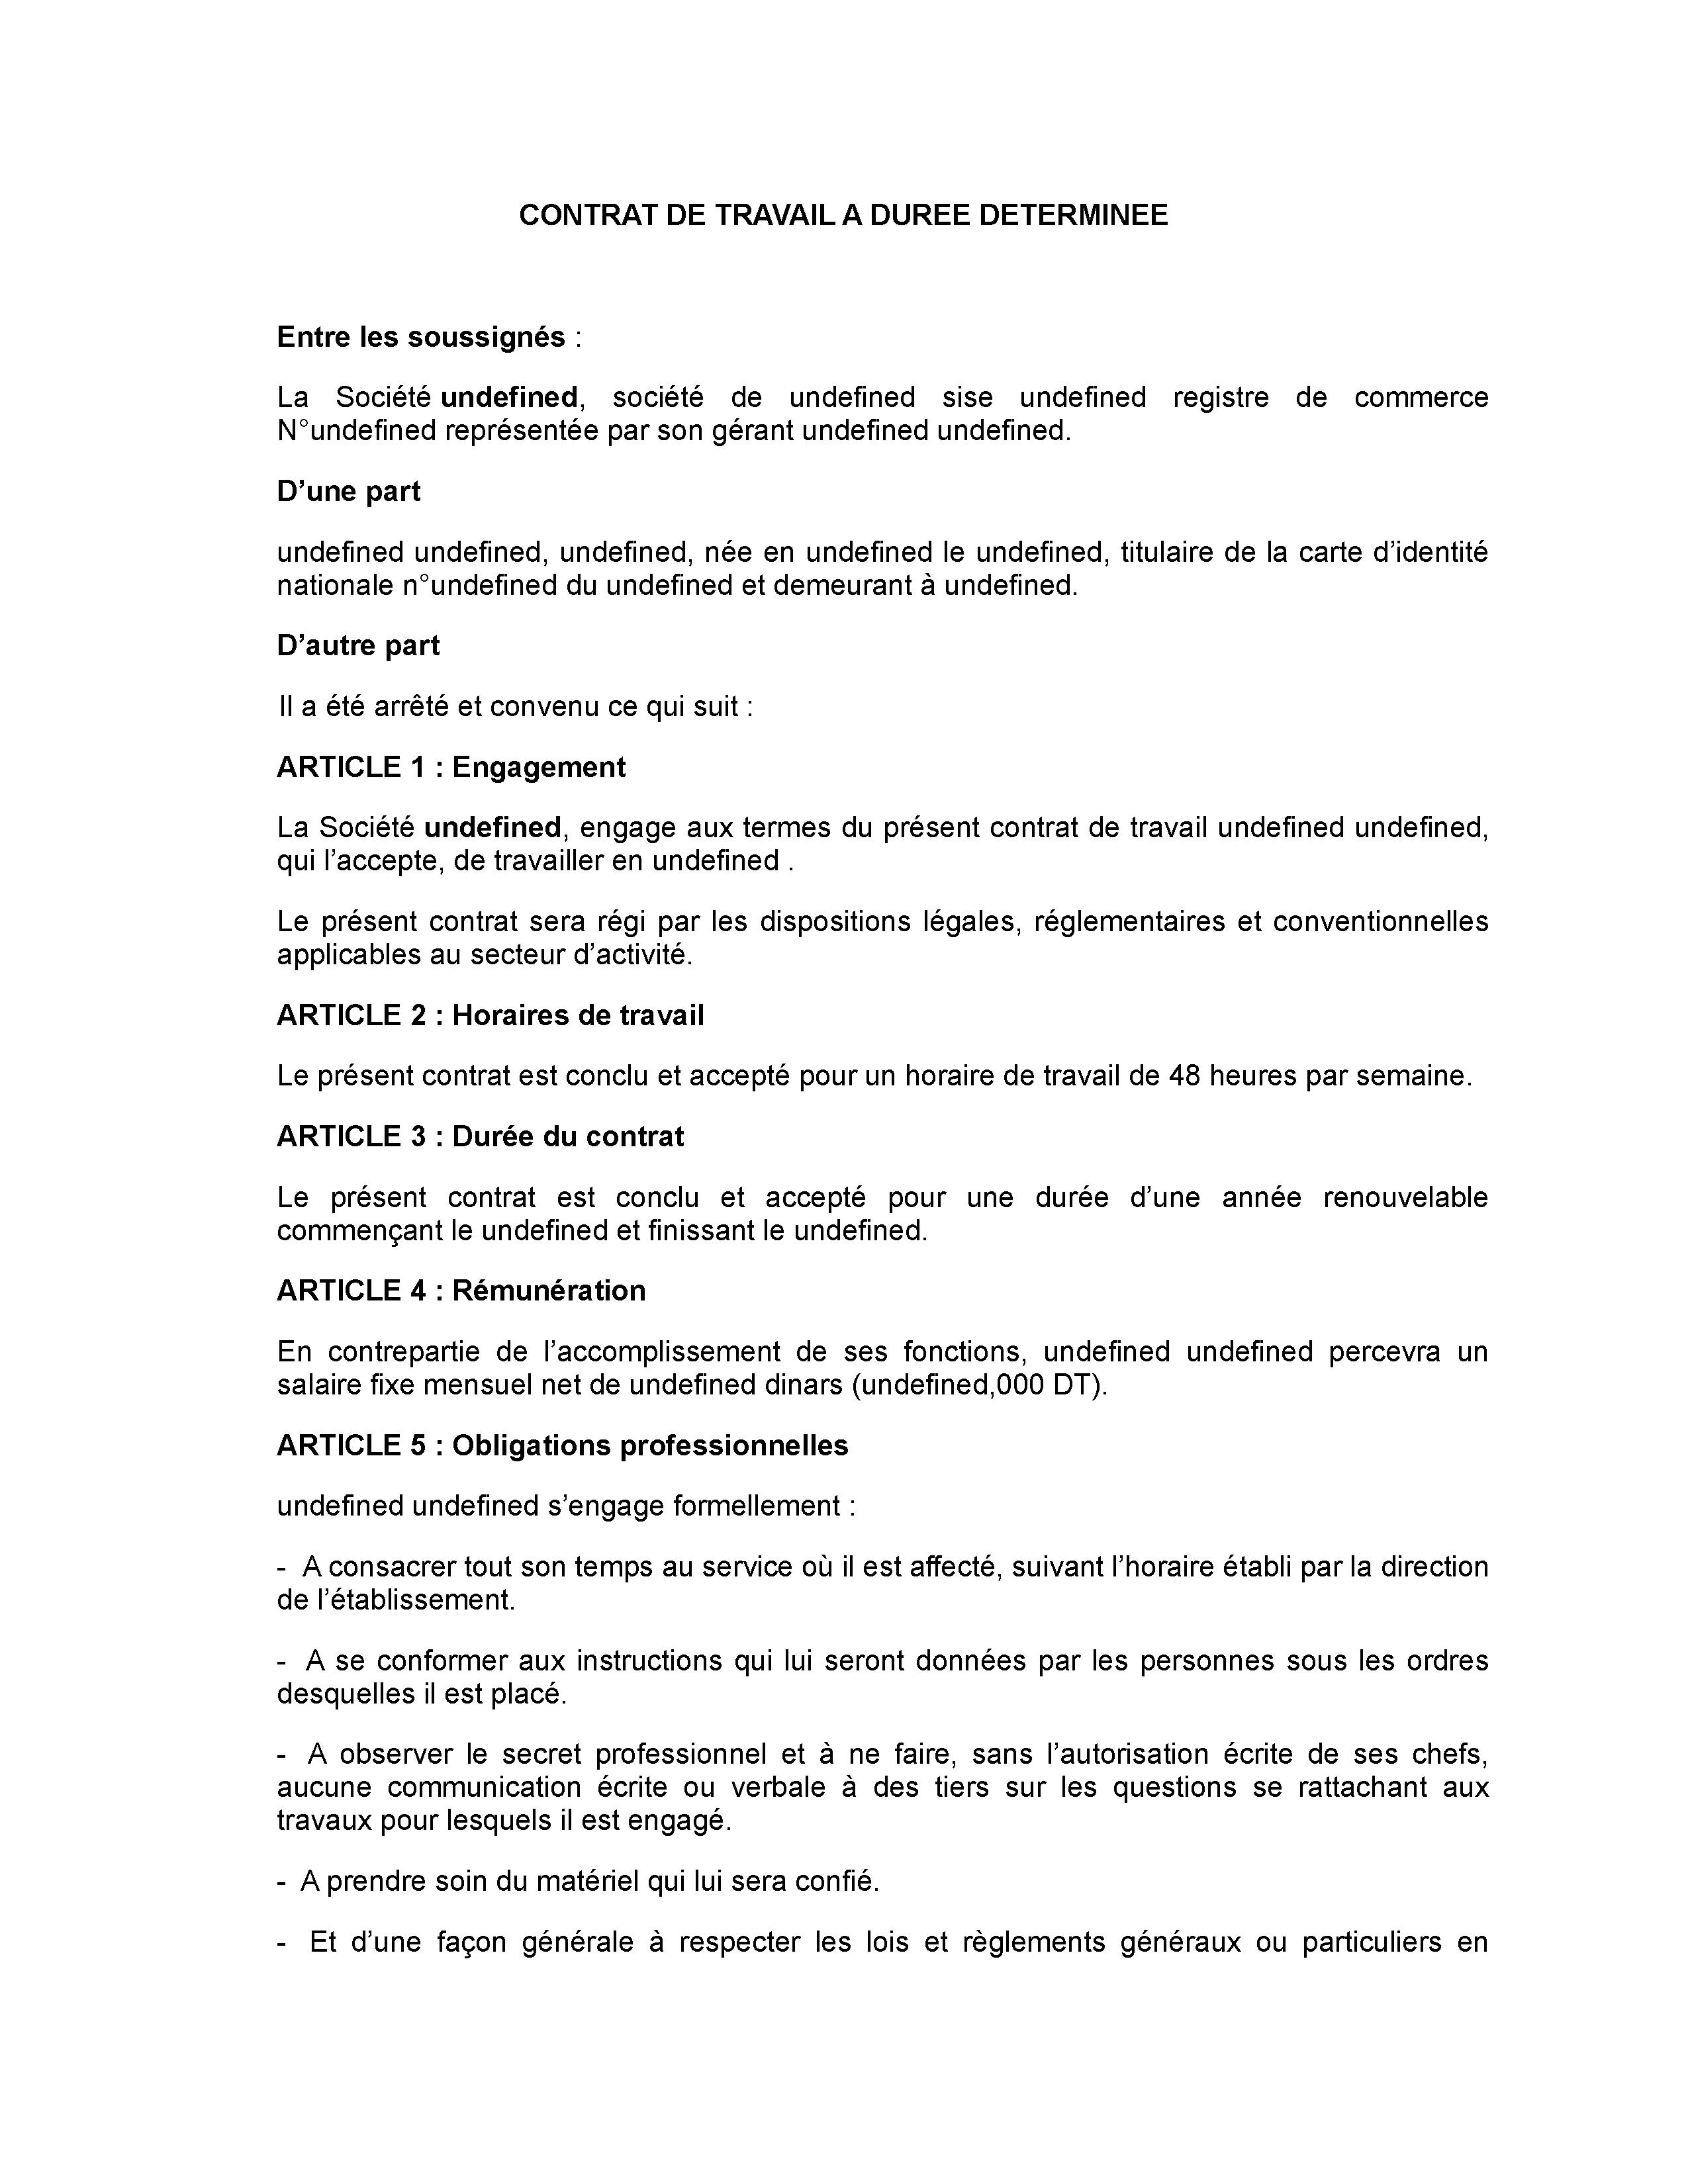 CONTRAT DE TRAVAIL A DUREE DETERMINEE
Entre les soussignés :
La Société undefined, société de undefined sise undefined registre de commerce
N°undefined représentée par son gérant undefined undefined.
D’une part
undefined undefined, undefined, née en undefined le undefined, titulaire de la carte d’identité
nationale n°undefined du undefined et demeurant à undefined.
D’autre part
Il a été arrêté et convenu ce qui suit :
ARTICLE 1 : Engagement
La Société undefined, engage aux termes du présent contrat de travail undefined undefined,
qui l’accepte, de travailler en undefined .
Le présent contrat sera régi par les dispositions légales, réglementaires et conventionnelles
applicables au secteur d’activité.
ARTICLE 2 : Horaires de travail
Le présent contrat est conclu et accepté pour un horaire de travail de 48 heures par semaine.
ARTICLE 3 : Durée du contrat
Le présent contrat est conclu et accepté pour une durée d’une année renouvelable
commençant le undefined et finissant le undefined.
ARTICLE 4 : Rémunération
En contrepartie de l’accomplissement de ses fonctions, undefined undefined percevra un
salaire fixe mensuel net de undefined dinars (undefined,000 DT).
ARTICLE 5 : Obligations professionnelles
undefined undefined s’engage formellement :
- A consacrer tout son temps au service où il est affecté, suivant l’horaire établi par la direction
de l’établissement.
- A se conformer aux instructions qui lui seront données par les personnes sous les ordres
desquelles il est placé.
- A observer le secret professionnel et à ne faire, sans l’autorisation écrite de ses chefs,
aucune communication écrite ou verbale à des tiers sur les questions se rattachant aux
travaux pour lesquels il est engagé.
- A prendre soin du matériel qui lui sera confié.
- Et d’une façon générale à respecter les lois et règlements généraux ou particuliers en